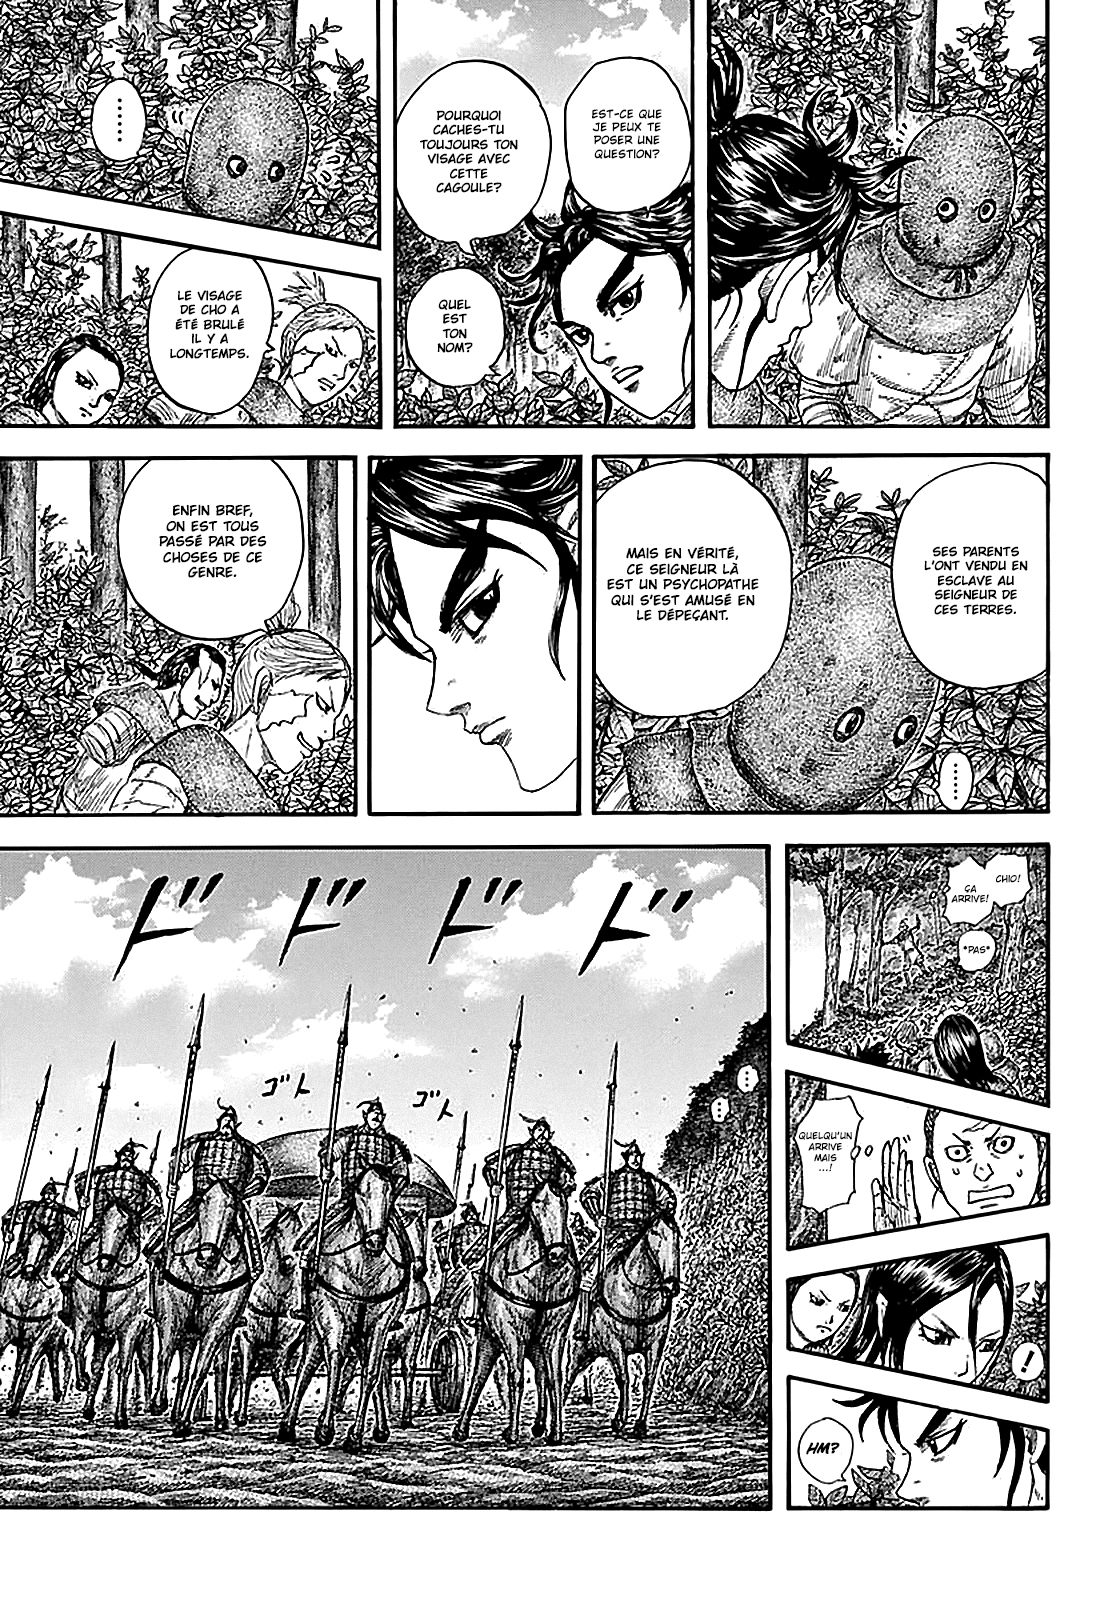 EST-CE QUE
JE PEUX TE
POSER UNE
QUESTION?
POURQUOI
CACHES-TU
TOUJOURS TON
VISAGE AVEC
CETTE
CAGOULE?
QUEL
EST
TON
NOM?
......
LE VISAGE
DE CHO A
ÉTÉ BRULÉ
IL Y A
LONGTEMPS.
SES PARENTS
L'ONT VENDU EN
ESCLAVE AU
SEIGNEUR DE
CES TERRES.
MAIS EN VÉRITÉ,
CE SEIGNEUR LÀ
EST UN PSYCHOPATHE
QUI S'EST AMUSÉ EN
LE DÉPEÇANT.
......
ENFIN BREF,
ON EST TOUS
PASSÉ PAR DES
CHOSES DE CE
GENRE.
CHIO!
ÇA
ARRIVE!
*PAS*
QUELQU'UN
ARRIVE
MAIS
...!
!
HM?
ド ド ド ド
...
...
ゴト
ゴト